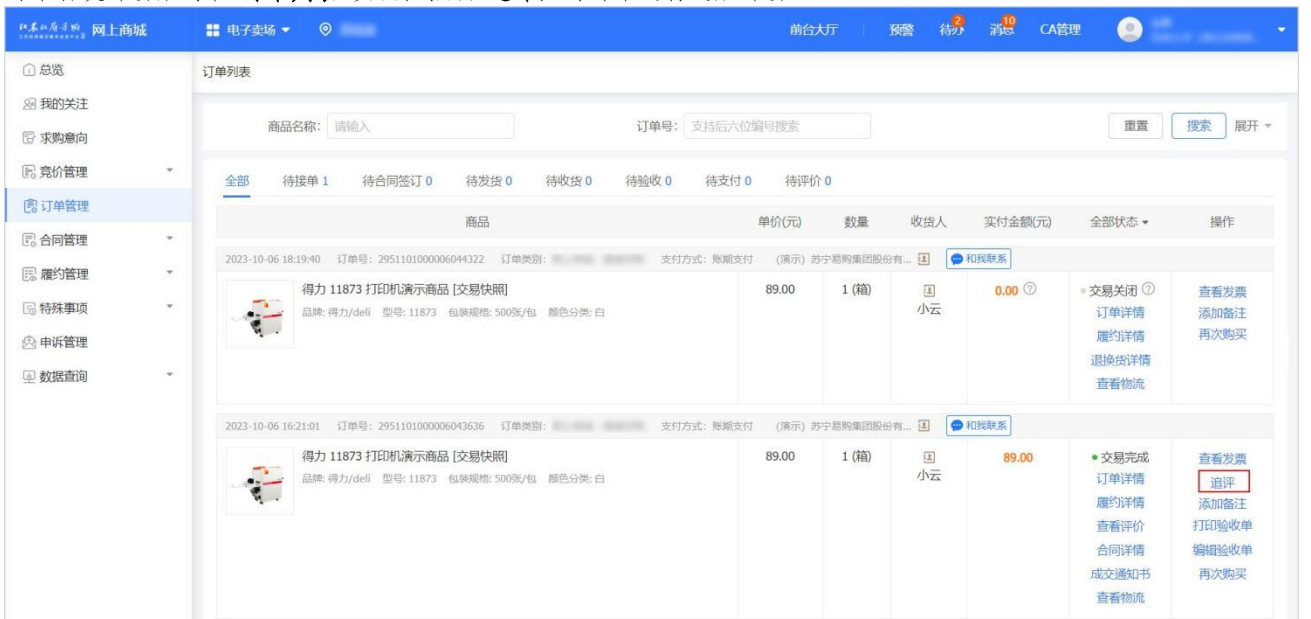 网上商城
电子卖场
前台大厅
预警
待办 2
消息 10
CA管理
总览
我的关注
求购意向
竞价管理
订单管理
合同管理
履约管理
特殊事项
申诉管理
数据查询
订单列表
商品名称： 请输入 订单号： 支持后六位编号搜索 重置 搜索 展开
全部 待接单 1 待合同签订 0 待发货 0 待收货 0 待验收 0 待支付 0 待评价 0
商品 单价(元) 数量 收货人 实付金额(元) 全部状态 操作
2023-10-06 18:19:40 订单号: 2951101000006044322 订单类别: 支付方式: 账期支付 (演示) 苏宁易购集团股份有... 和我联系
得力 11873 打印机演示商品 [交易快照] 89.00 1 (箱) 小云 0.00 交易关闭 查看发票
品牌: 得力/deli 型号: 11873 包装规格: 500张/包 颜色分类: 白
订单详情 添加备注
履约详情 再次购买
退换货详情
查看物流
2023-10-06 16:21:01 订单号: 2951101000006043636 订单类别: 支付方式: 账期支付 (演示) 苏宁易购集团股份有... 和我联系
得力 11873 打印机演示商品 [交易快照] 89.00 1 (箱) 小云 89.00 交易完成 查看发票
品牌: 得力/deli 型号: 11873 包装规格: 500张/包 颜色分类: 白
订单详情 追评
履约详情 添加备注
查看评价 打印验收单
合同详情 编辑验收单
成交通知书 再次购买
查看物流